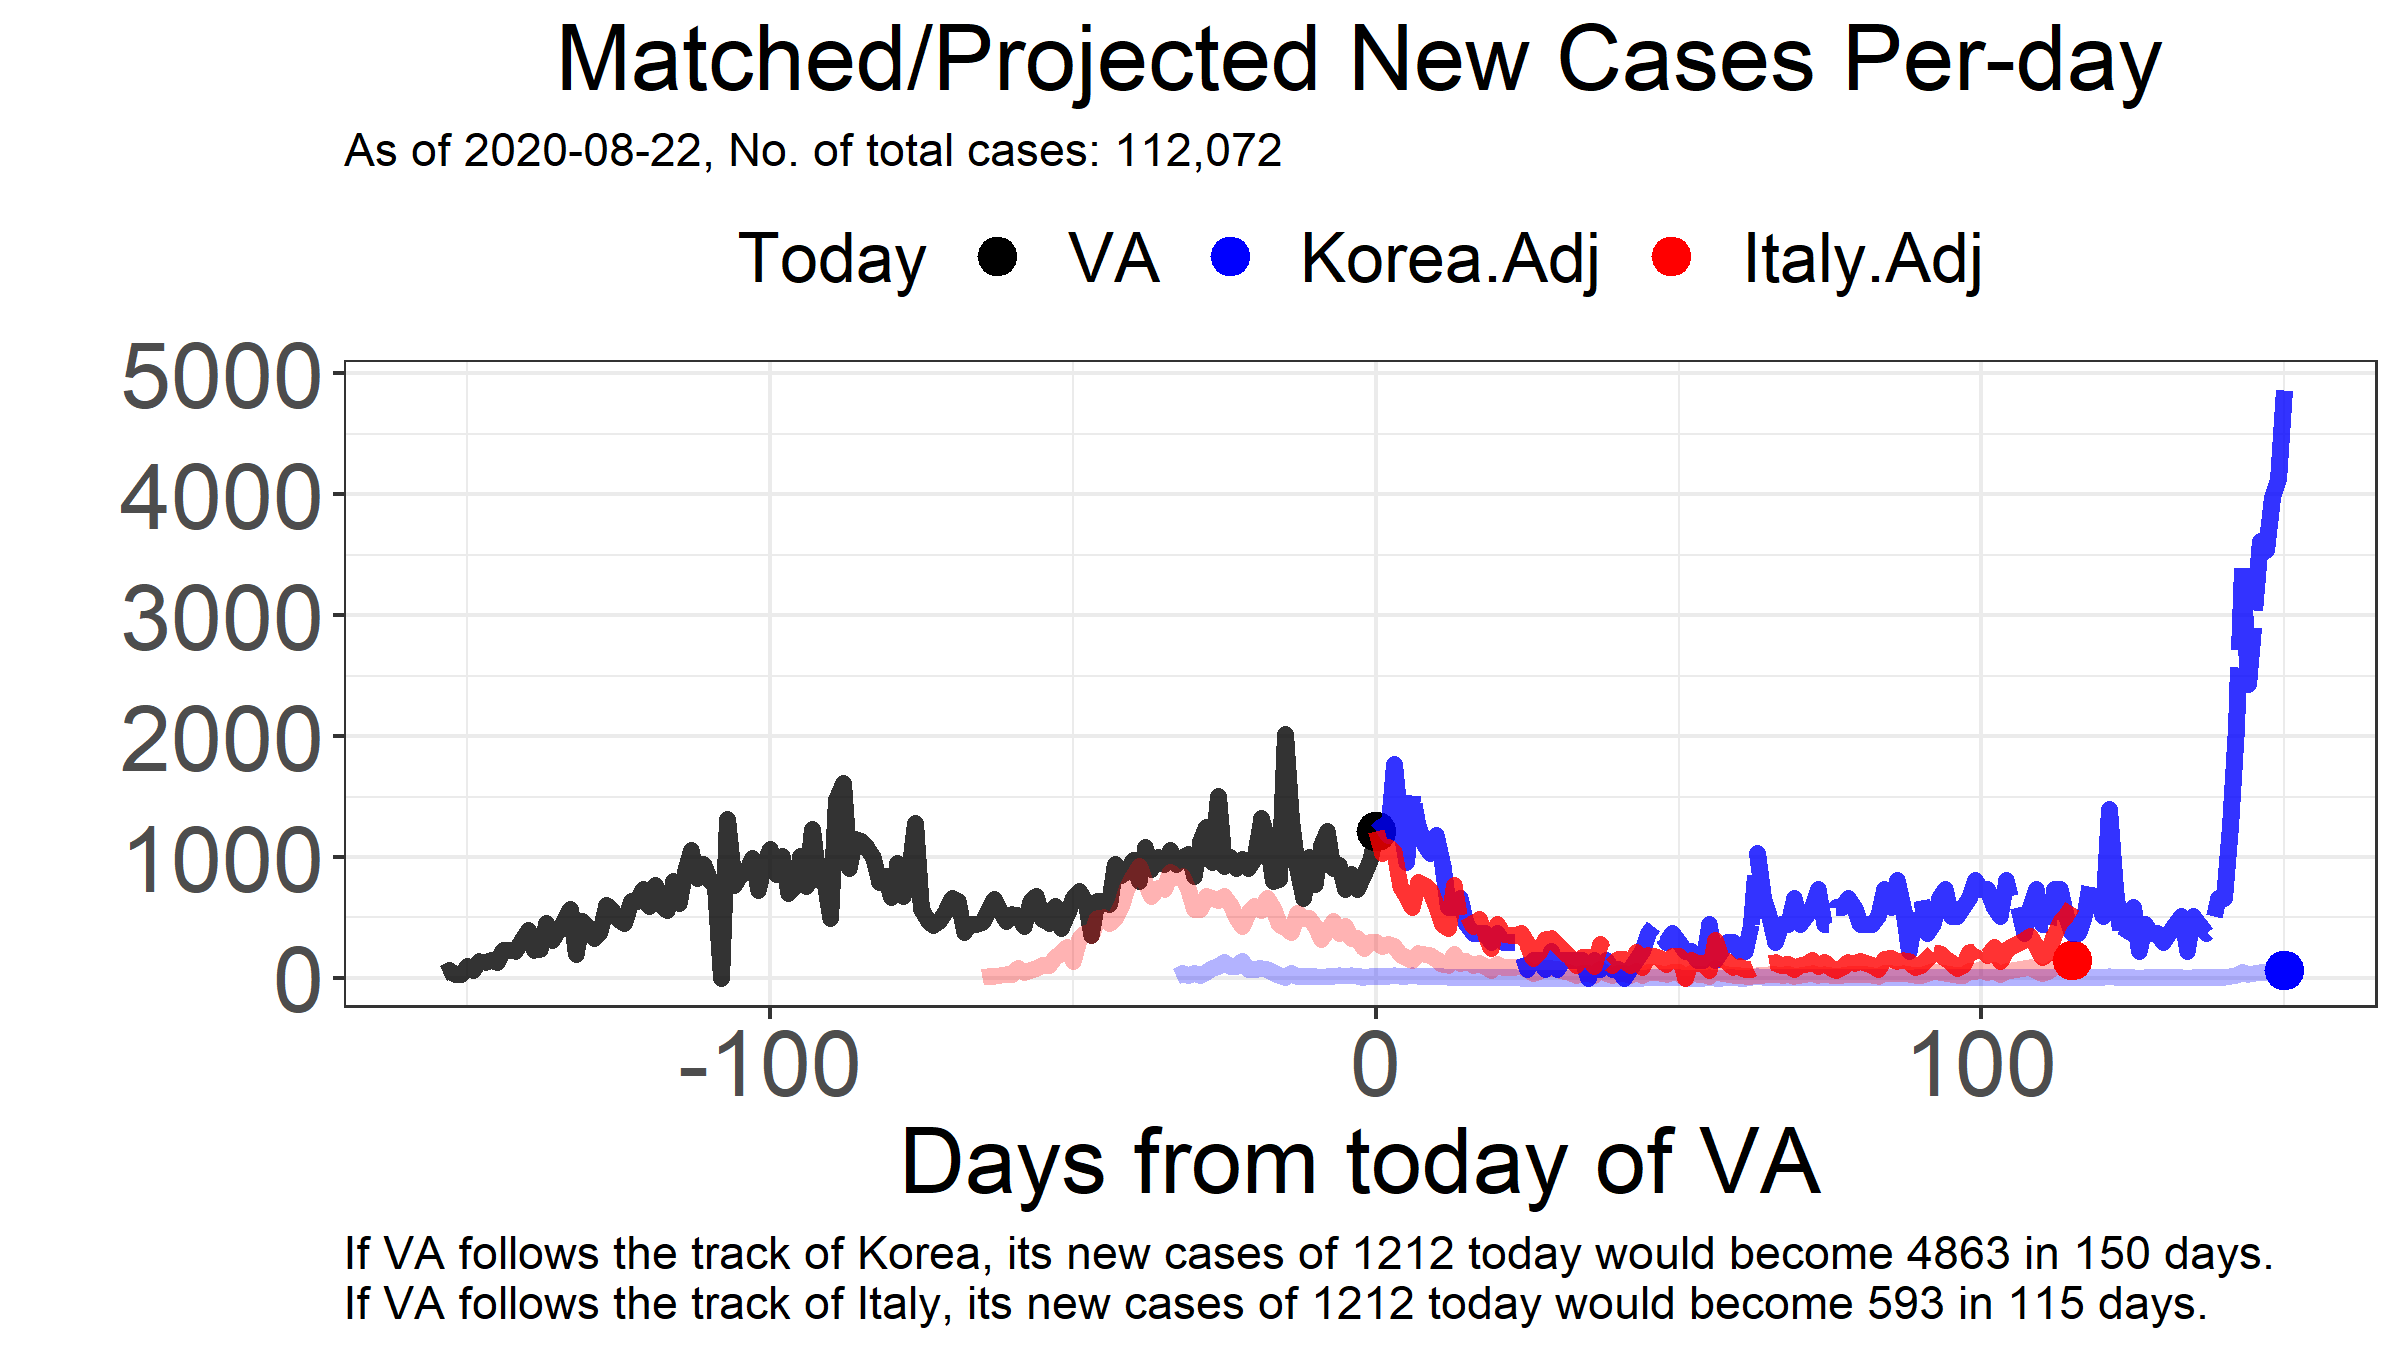 Matched/Projected New Cases Per-day
As of 2020-08-22, No. of total cases: 112,072
Today VA Korea.Adj Italy.Adj
5000
4000
3000
2000
1000
0
-100 0 100
Days from today of VA
If VA follows the track of Korea, its new cases of 1212 today would become 4863 in 150 days.
If VA follows the track of Italy, its new cases of 1212 today would become 593 in 115 days.